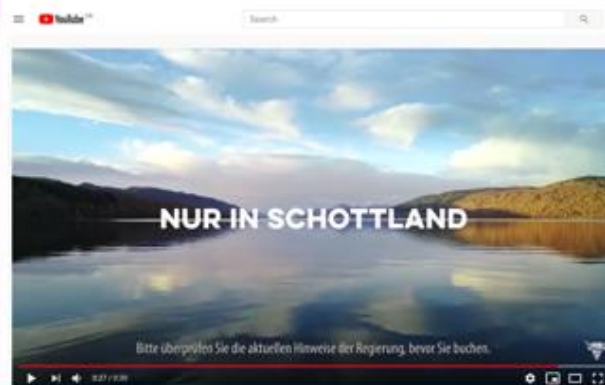 YouTube
Search
NUR IN SCHOTTLAND
Bitte überprüfen Sie die aktuellen Hinweise der Regierung, bevor Sie buchen.